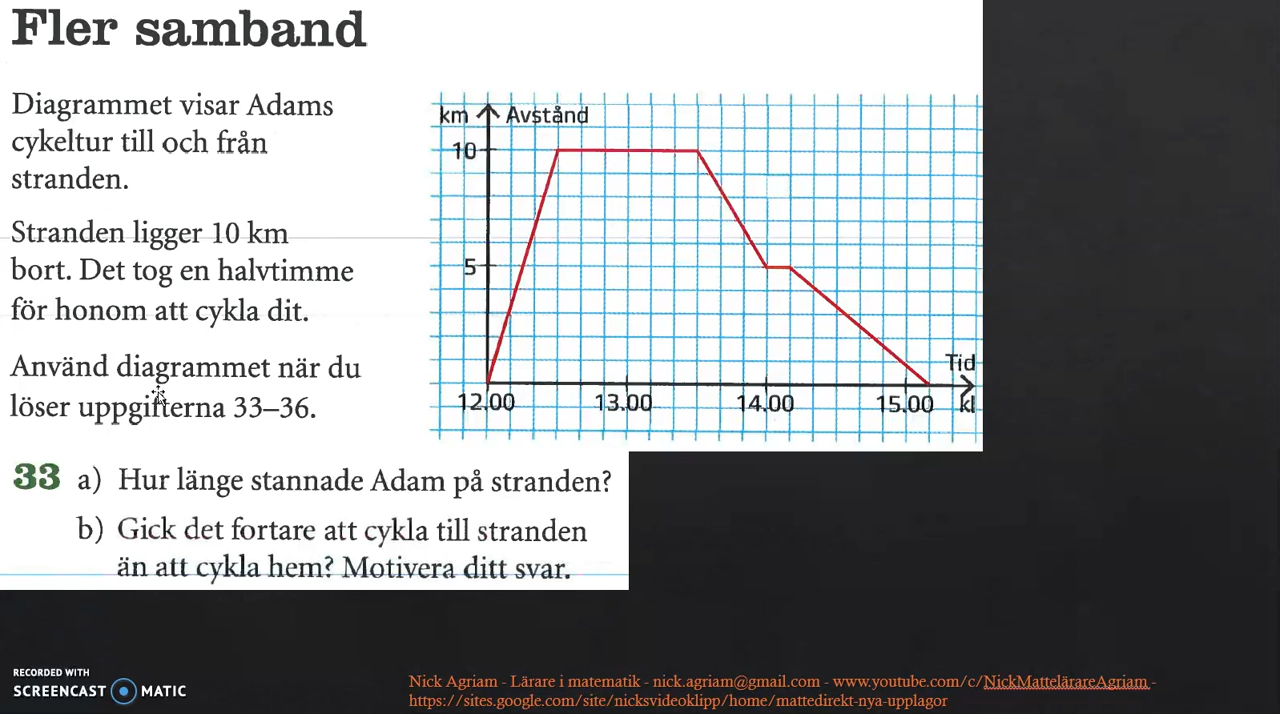 Fler samband
Diagrammet visar Adams
cykeltur till och från
stranden.
Stranden ligger 10 km
bort. Det tog en halvtimme
för honom att cykla dit.
Använd diagrammet när du
löser uppgifterna 33–36.
km Avstånd
10
5
Tid
12.00 13.00 14.00 15.00 kl
33 a) Hur länge stannade Adam på stranden?
b) Gick det fortare att cykla till stranden
än att cykla hem? Motivera ditt svar.
RECORDED WITH
SCREENCAST MATIC
Nick Agriam - Lärare i matematik - nick.agriam@gmail.com - www.youtube.com/c/NickMattelärareAgriam -
https://sites.google.com/site/nicksvideoklipp/home/mattedirekt-nya-upplagor